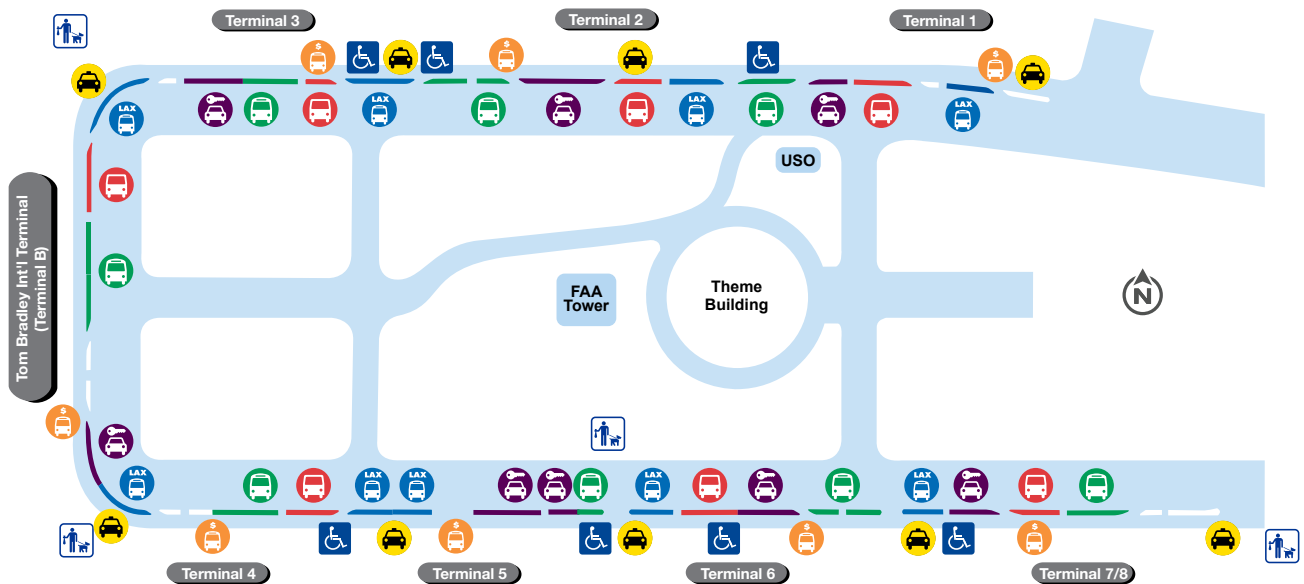 Terminal 3
Terminal 2
Terminal 1
$
$
$
LAX
LAX
LAX
LAX
USO
Tom Bradley Int'l Terminal
(Terminal B)
FAA
Tower
Theme
Building
N
$
LAX
LAX
LAX
LAX
LAX
$
$
$
$
Terminal 4
Terminal 5
Terminal 6
Terminal 7/8